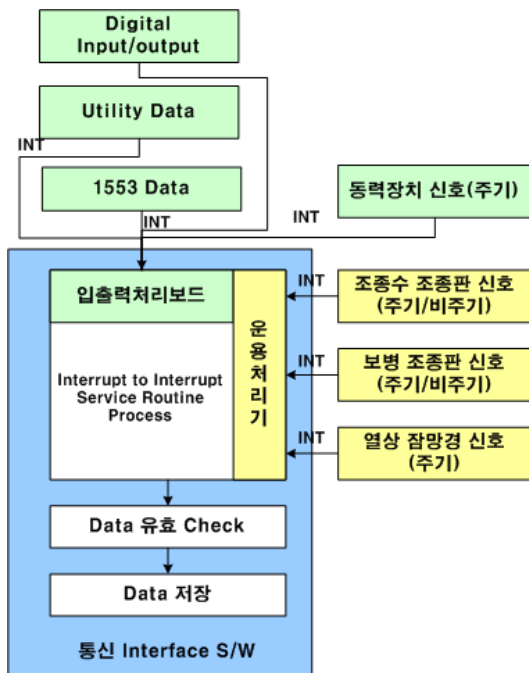 Digital
Input/output
Utility Data
INT
1553 Data
INT
INT
동력장치 신호(주기)
입출력처리보드
운용처리기
Interrupt to Interrupt
Service Routine
Process
INT
조종수 조종판 신호
(주기/비주기)
INT
보병 조종판 신호
(주기/비주기)
INT
열상 잠망경 신호
(주기)
Data 유효 Check
Data 저장
통신 Interface S/W